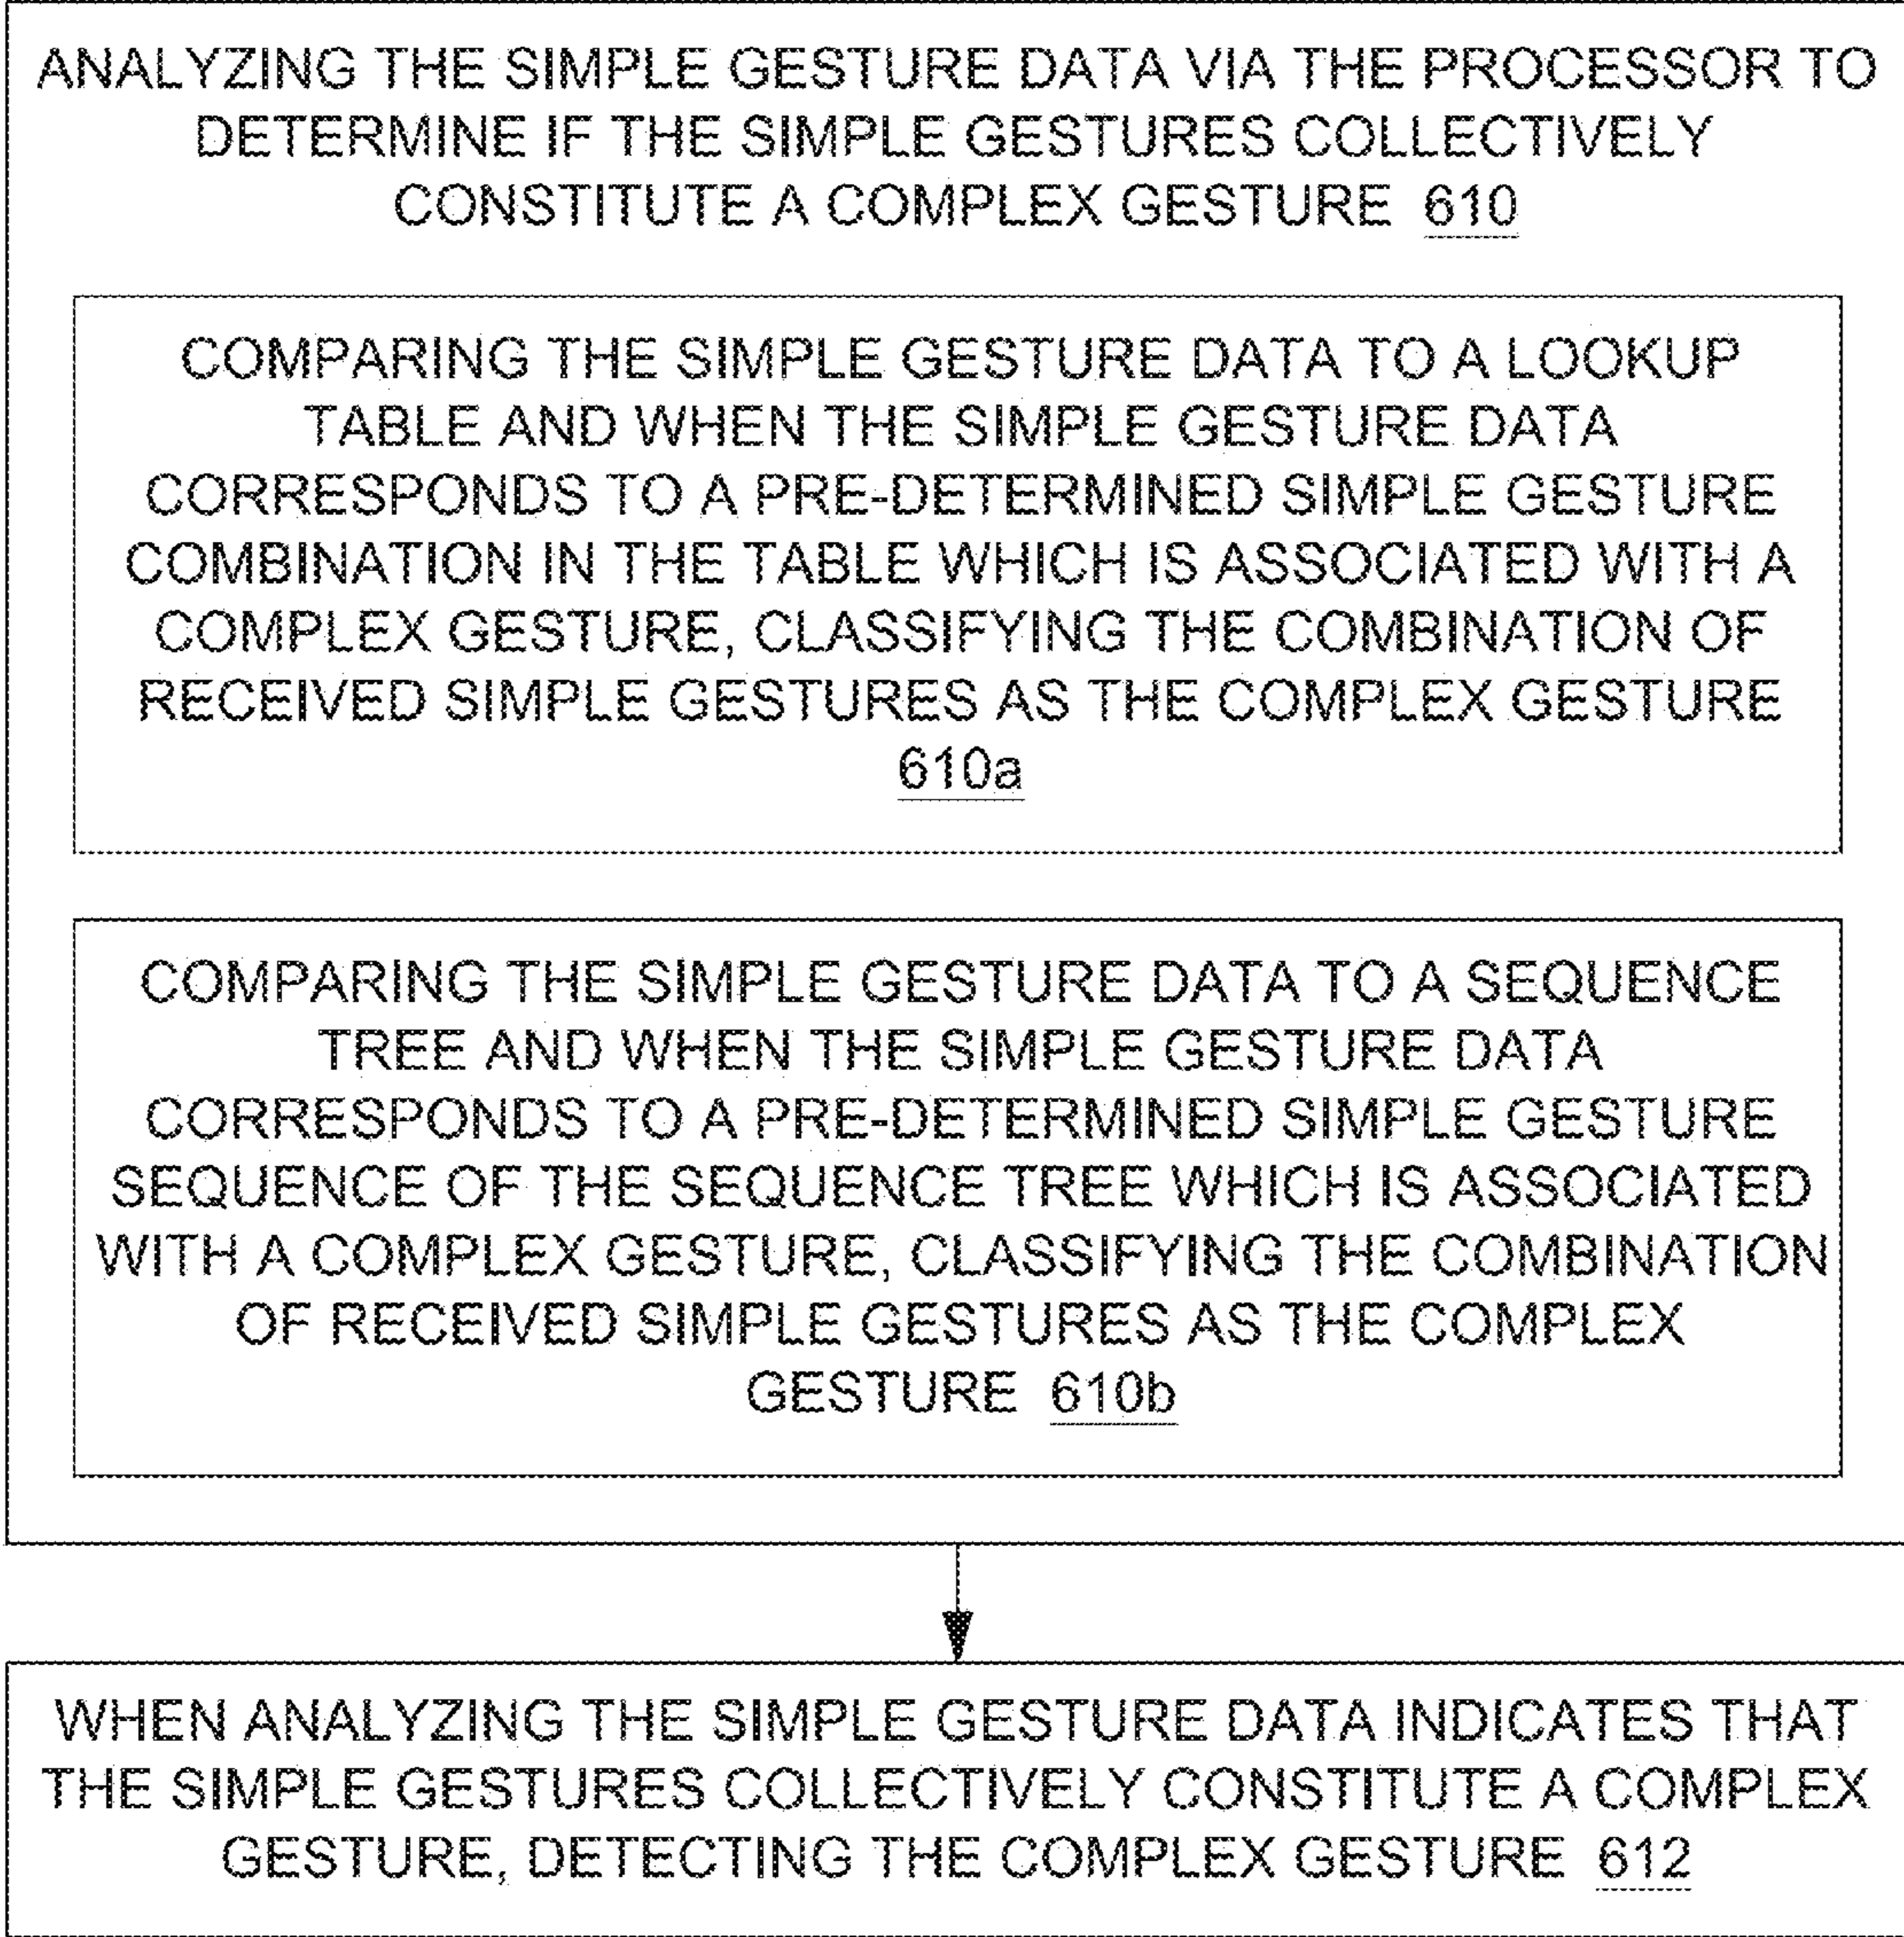 ANALYZING THE SIMPLE GESTURE DATA VIA THE PROCESSOR TO
DETERMINE IF THE SIMPLE GESTURES COLLECTIVELY
CONSTITUTE A COMPLEX GESTURE 610
COMPARING THE SIMPLE GESTURE DATA TO A LOOKUP
TABLE AND WHEN THE SIMPLE GESTURE DATA
CORRESPONDS TO A PRE-DETERMINED SIMPLE GESTURE
COMBINATION IN THE TABLE WHICH IS ASSOCIATED WITH A
COMPLEX GESTURE, CLASSIFYING THE COMBINATION OF
RECEIVED SIMPLE GESTURES AS THE COMPLEX GESTURE
610a
COMPARING THE SIMPLE GESTURE DATA TO A SEQUENCE
TREE AND WHEN THE SIMPLE GESTURE DATA
CORRESPONDS TO A PRE-DETERMINED SIMPLE GESTURE
SEQUENCE OF THE SEQUENCE TREE WHICH IS ASSOCIATED
WITH A COMPLEX GESTURE, CLASSIFYING THE COMBINATION
OF RECEIVED SIMPLE GESTURES AS THE COMPLEX
GESTURE 610b
WHEN ANALYZING THE SIMPLE GESTURE DATA INDICATES THAT
THE SIMPLE GESTURES COLLECTIVELY CONSTITUTE A COMPLEX
GESTURE, DETECTING THE COMPLEX GESTURE 612